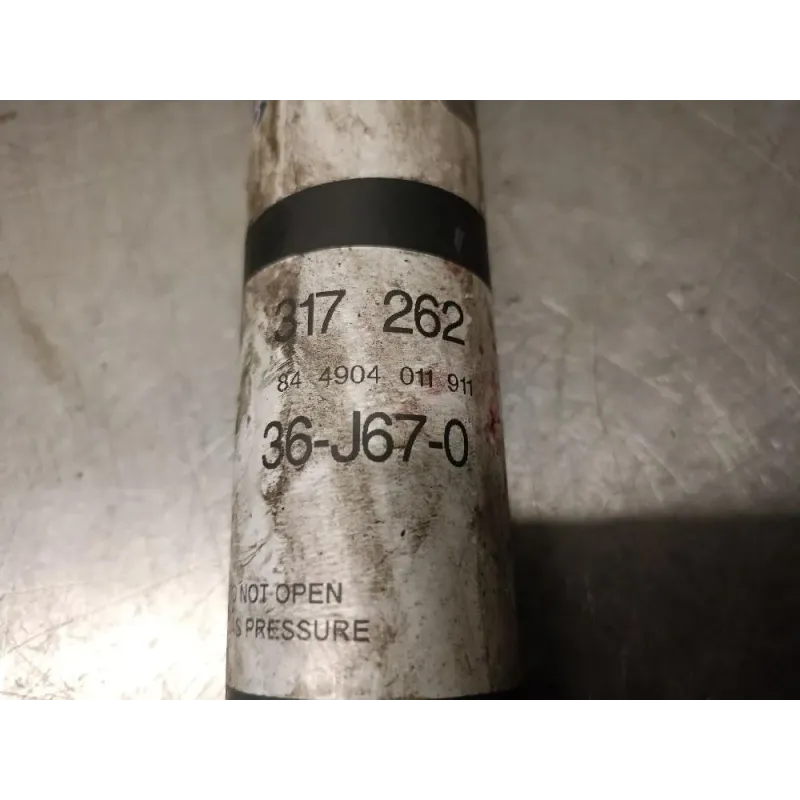 317 262
84 4904 011 911
36-J67-0
NOT OPEN
S PRESSURE